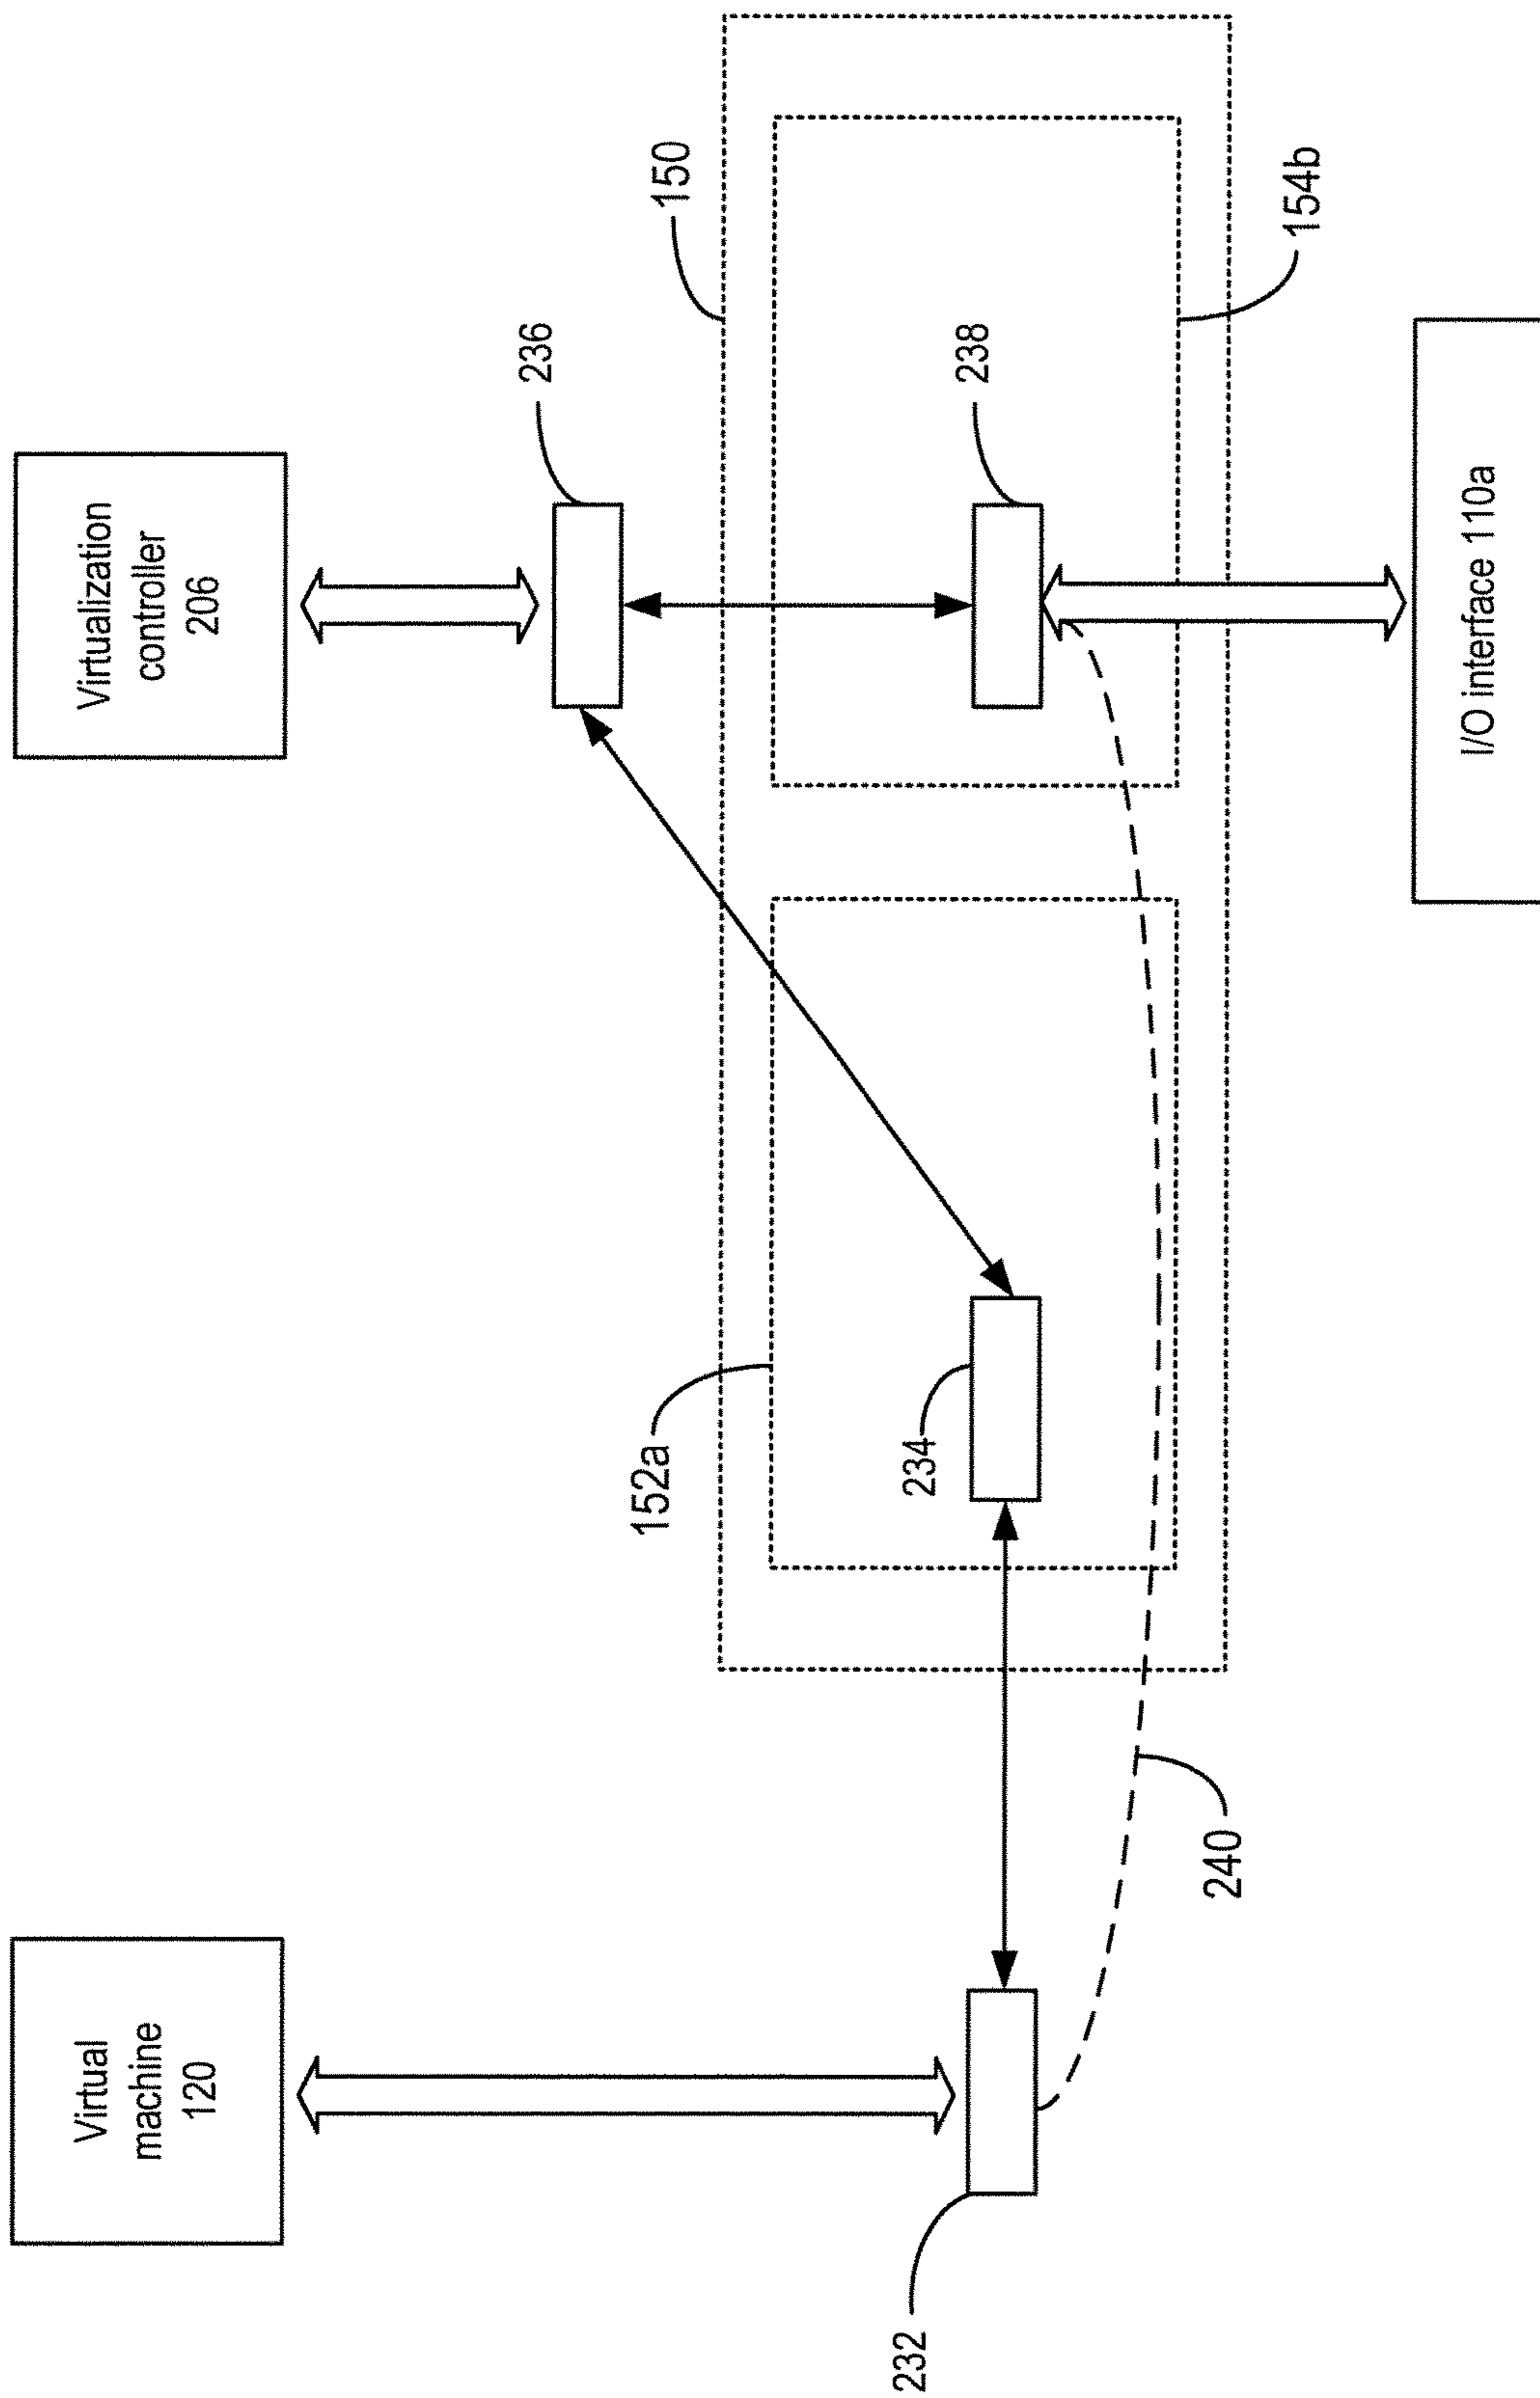 Virtual
machine
120
Virtualization
controller
206
236
150
152a
234
238
154b
232
240
I/O interface 110a